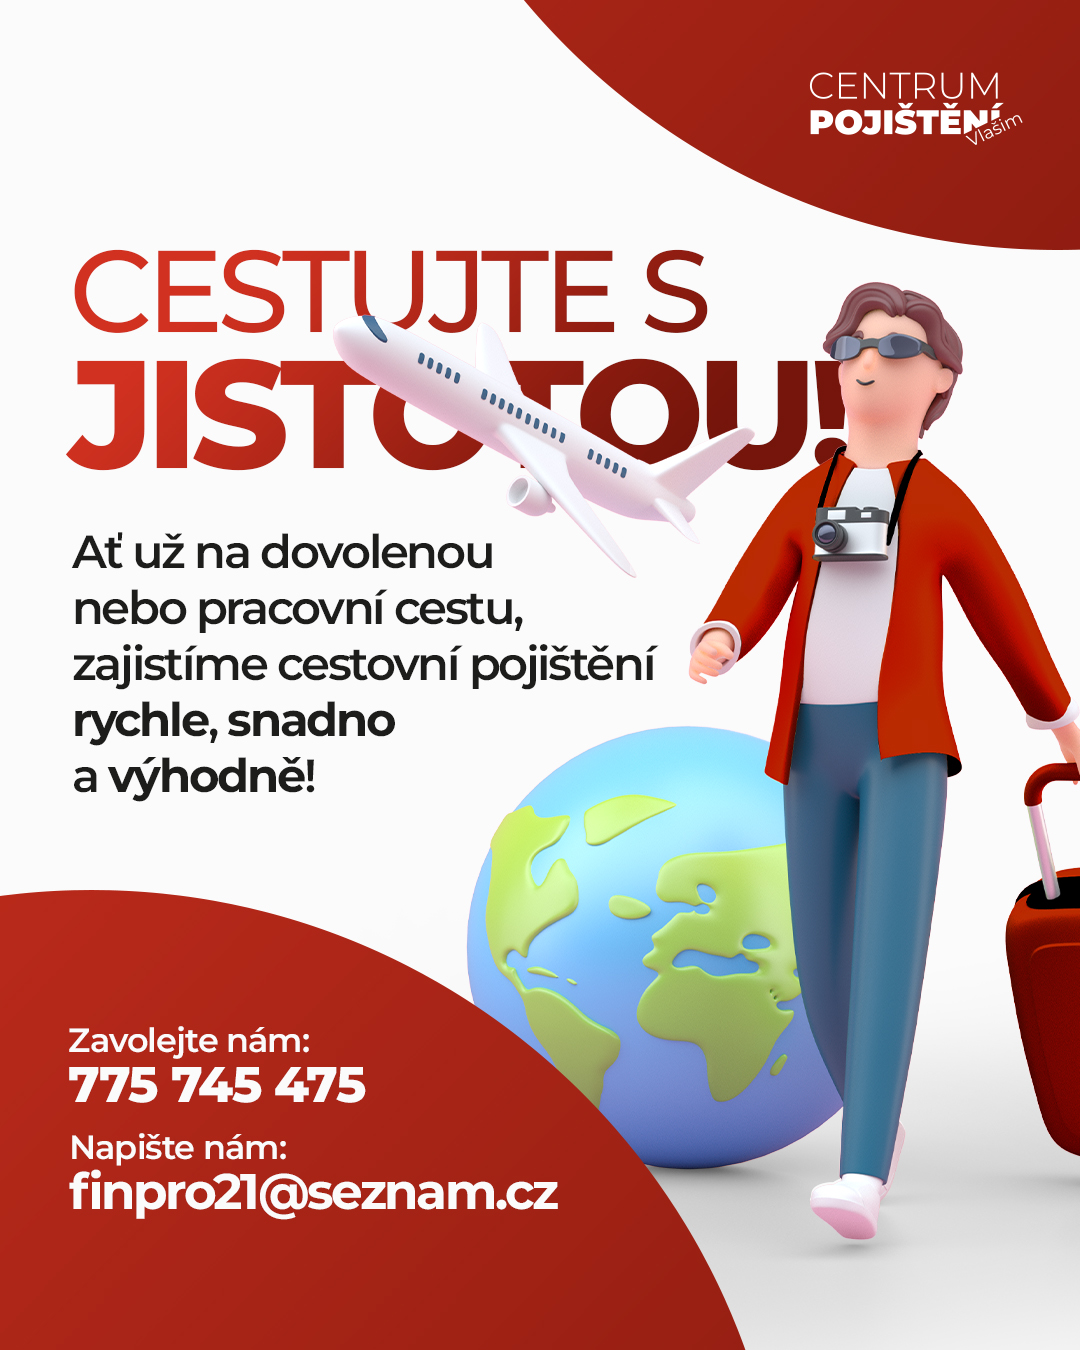 CENTRUM
POJIŠTĚNÍ
Vlašim
CESTUJTE S
JISTOTOU!
Ať už na dovolenou
nebo pracovní cestu,
zajistíme cestovní pojištění
rychle, snadno
a výhodně!
Zavolejte nám:
775 745 475
Napište nám:
finpro21@seznam.cz